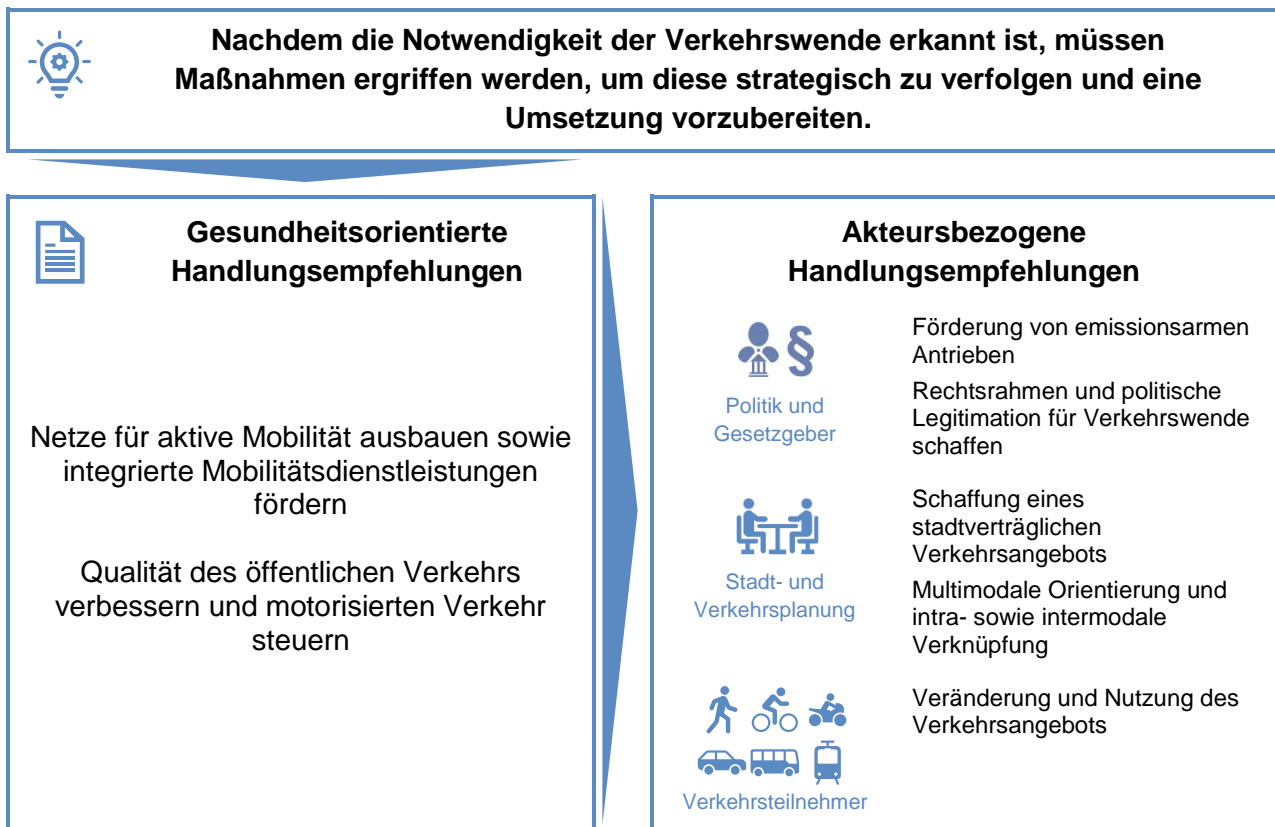 Nachdem die Notwendigkeit der Verkehrswende erkannt ist, müssen
Maßnahmen ergriffen werden, um diese strategisch zu verfolgen und eine
Umsetzung vorzubereiten.
Gesundheitsorientierte
Handlungsempfehlungen
Netze für aktive Mobilität ausbauen sowie
integrierte Mobilitätsdienstleistungen
fördern
Qualität des öffentlichen Verkehrs
verbessern und motorisierten Verkehr
steuern
Akteursbezogene
Handlungsempfehlungen
§
Politik und
Gesetzgeber
Förderung von emissionsarmen
Antrieben
Rechtsrahmen und politische
Legitimation für Verkehrswende
schaffen
Stadt- und
Verkehrsplanung
Schaffung eines
stadtverträglichen
Verkehrsangebots
Multimodale Orientierung und
intra- sowie intermodale
Verknüpfung
Verkehrsteilnehmer
Veränderung und Nutzung des
Verkehrsangebots